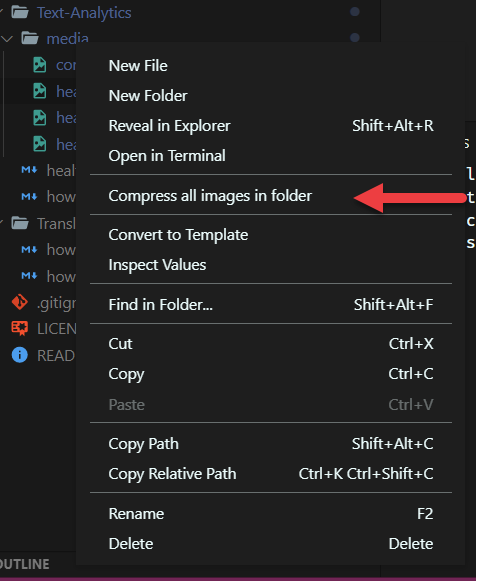 Text-Analytics
media
New File
New Folder
Reveal in Explorer Shift+Alt+R
Open in Terminal
Compress all images in folder
Convert to Template
Inspect Values
Find in Folder... Shift+Alt+F
Cut Ctrl+X
Copy Ctrl+C
Paste Ctrl+V
Copy Path Shift+Alt+C
Copy Relative Path Ctrl+K Ctrl+Shift+C
Rename F2
Delete Delete
con
hea
hea
hea
heal
how
Transl
how
how
.gitign
LICEN
READ
OUTLINE